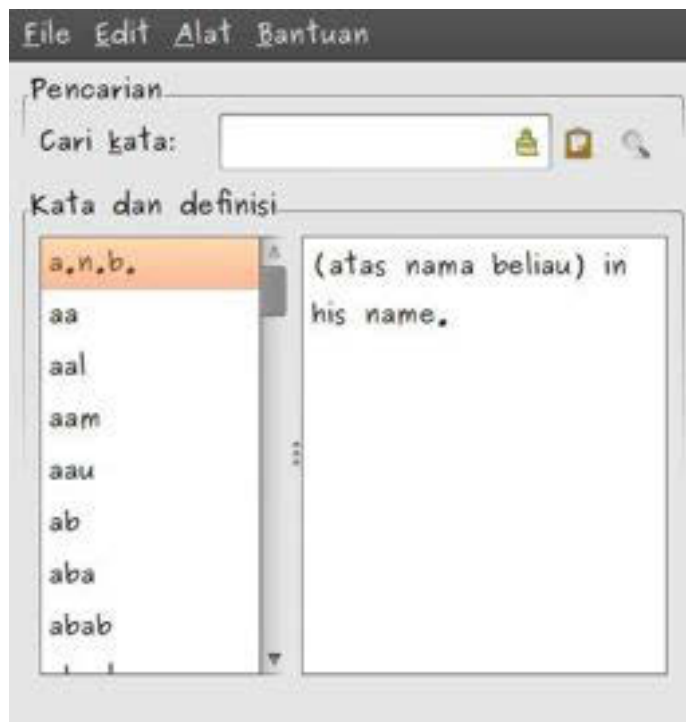 File Edit Alat Bantuan
Pencarian
Cari kata:
Kata dan definisi
a.n.b.
aa
aal
aam
aau
ab
aba
abab
(atas nama beliau) in
his name.